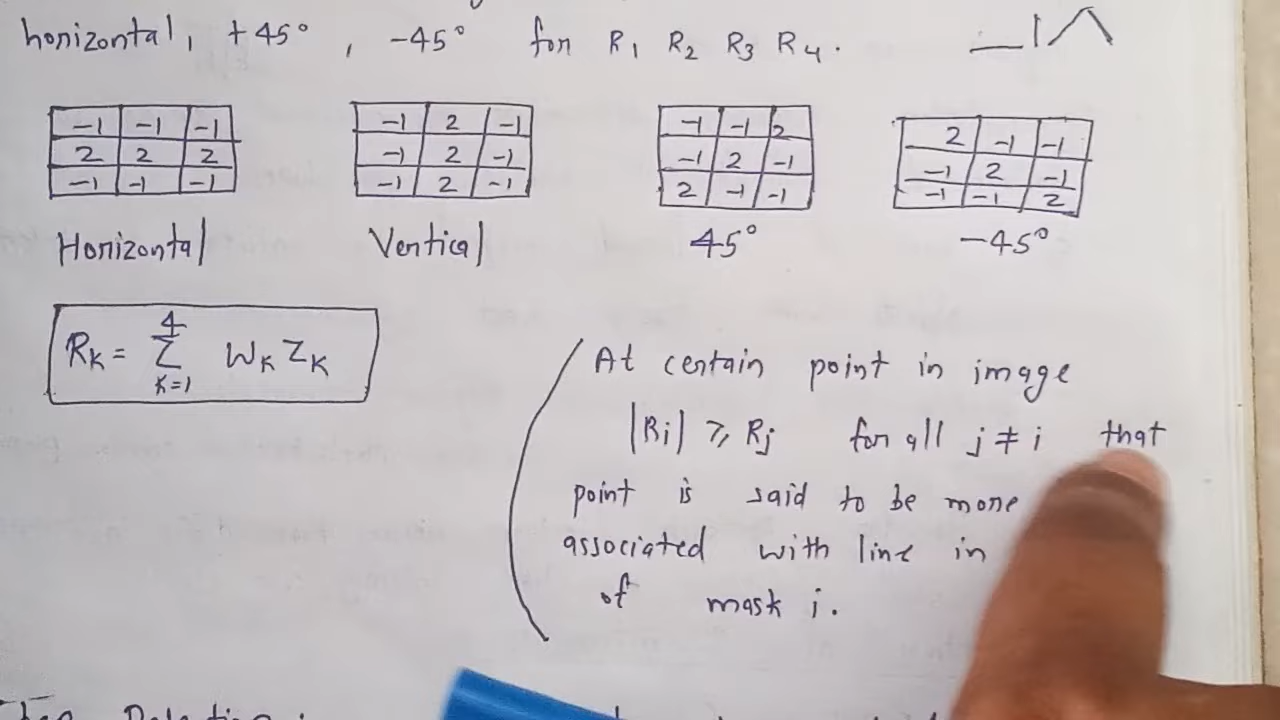 horizontal, +45° , -45° for R1 R2 R3 R4.
-1 -1 -1
2 2 2
-1 -1 -1
Horizontal
-1 2 -1
-1 2 -1
-1 2 -1
Vertical
-1 -1 2
-1 2 -1
2 -1 -1
45°
2 -1 -1
-1 2 -1
-1 -1 2
-45°
RK = 4 Σ K=1 WK ZK
At certain point in image
|Ri| ≥ Rj for all j ≠ i that
point is said to be more
associated with line in
of mask i.